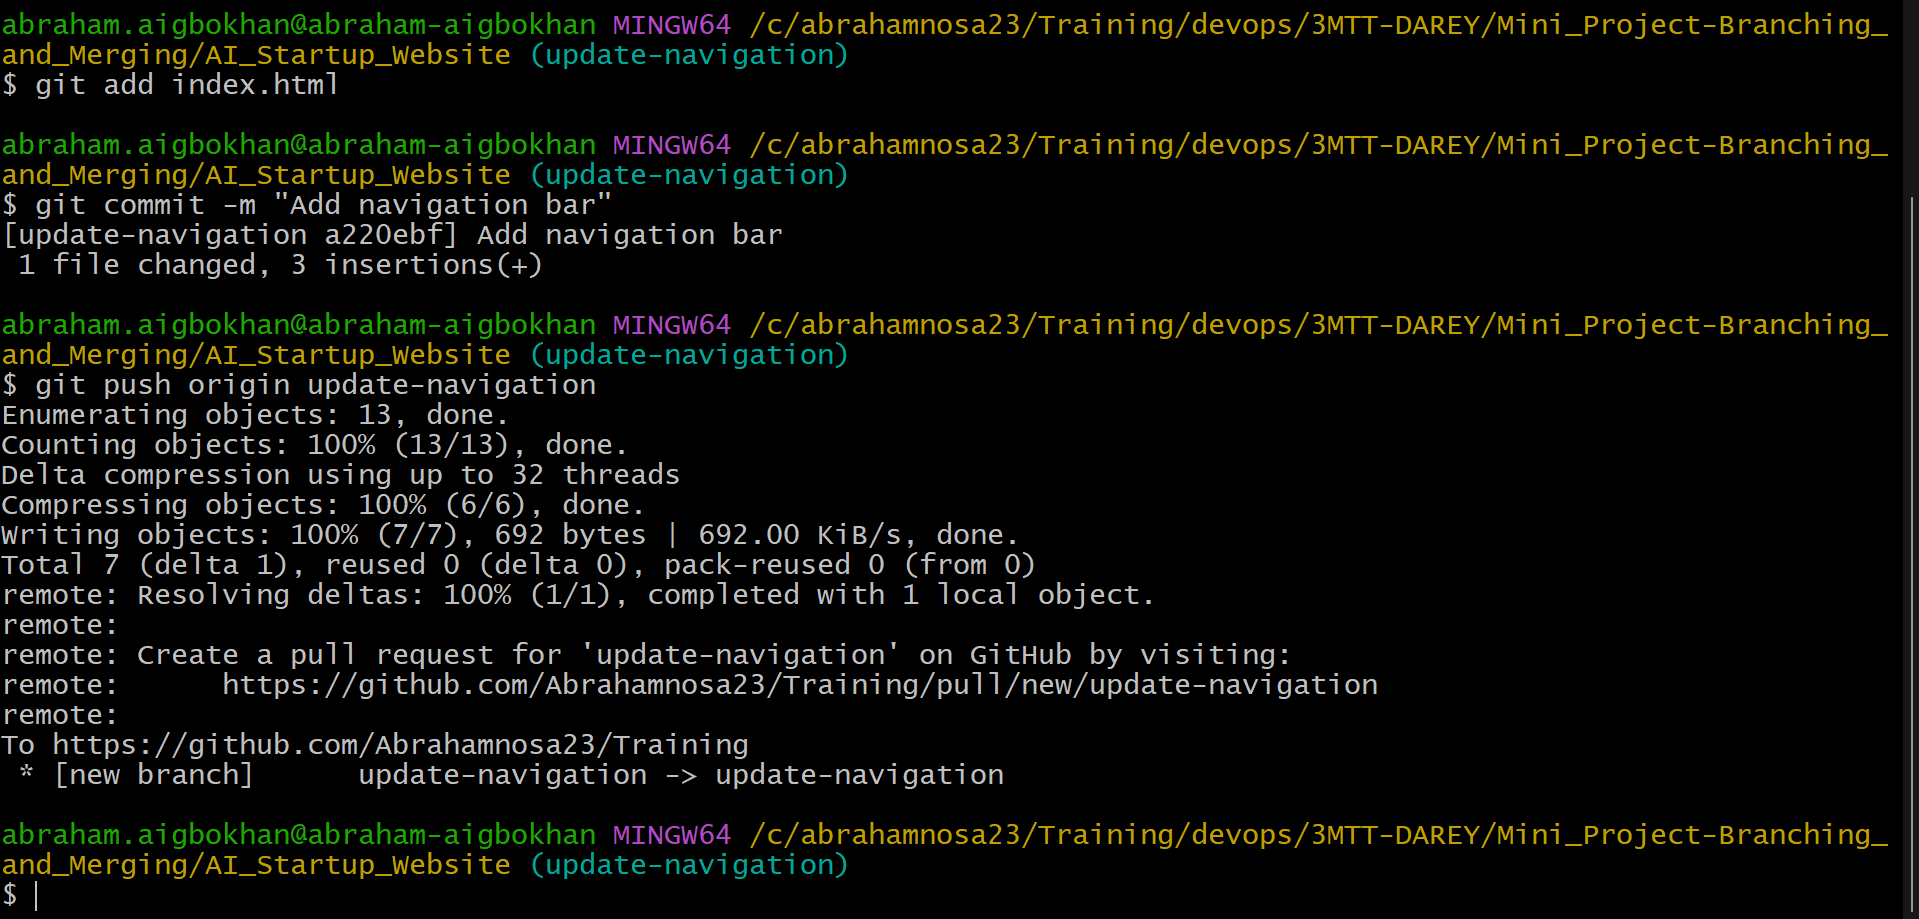 abraham.aigbokhan@abraham-aigbokhan MINGW64 /c/abrahamnosa23/Training/devops/3MTT-DAREY/Mini_Project-Branching_
and_Merging/AI_Startup_Website (update-navigation)
$ git add index.html
abraham.aigbokhan@abraham-aigbokhan MINGW64 /c/abrahamnosa23/Training/devops/3MTT-DAREY/Mini_Project-Branching_
and_Merging/AI_Startup_Website (update-navigation)
$ git commit -m "Add navigation bar"
[update-navigation a220ebf] Add navigation bar
 1 file changed, 3 insertions(+)
abraham.aigbokhan@abraham-aigbokhan MINGW64 /c/abrahamnosa23/Training/devops/3MTT-DAREY/Mini_Project-Branching_
and_Merging/AI_Startup_Website (update-navigation)
$ git push origin update-navigation
Enumerating objects: 13, done.
Counting objects: 100% (13/13), done.
Delta compression using up to 32 threads
Compressing objects: 100% (6/6), done.
Writing objects: 100% (7/7), 692 bytes | 692.00 KiB/s, done.
Total 7 (delta 1), reused 0 (delta 0), pack-reused 0 (from 0)
remote: Resolving deltas: 100% (1/1), completed with 1 local object.
remote:
remote: Create a pull request for 'update-navigation' on GitHub by visiting:
remote:      https://github.com/Abrahamnosa23/Training/pull/new/update-navigation
remote:
To https://github.com/Abrahamnosa23/Training
 * [new branch]      update-navigation -> update-navigation
abraham.aigbokhan@abraham-aigbokhan MINGW64 /c/abrahamnosa23/Training/devops/3MTT-DAREY/Mini_Project-Branching_
and_Merging/AI_Startup_Website (update-navigation)
$